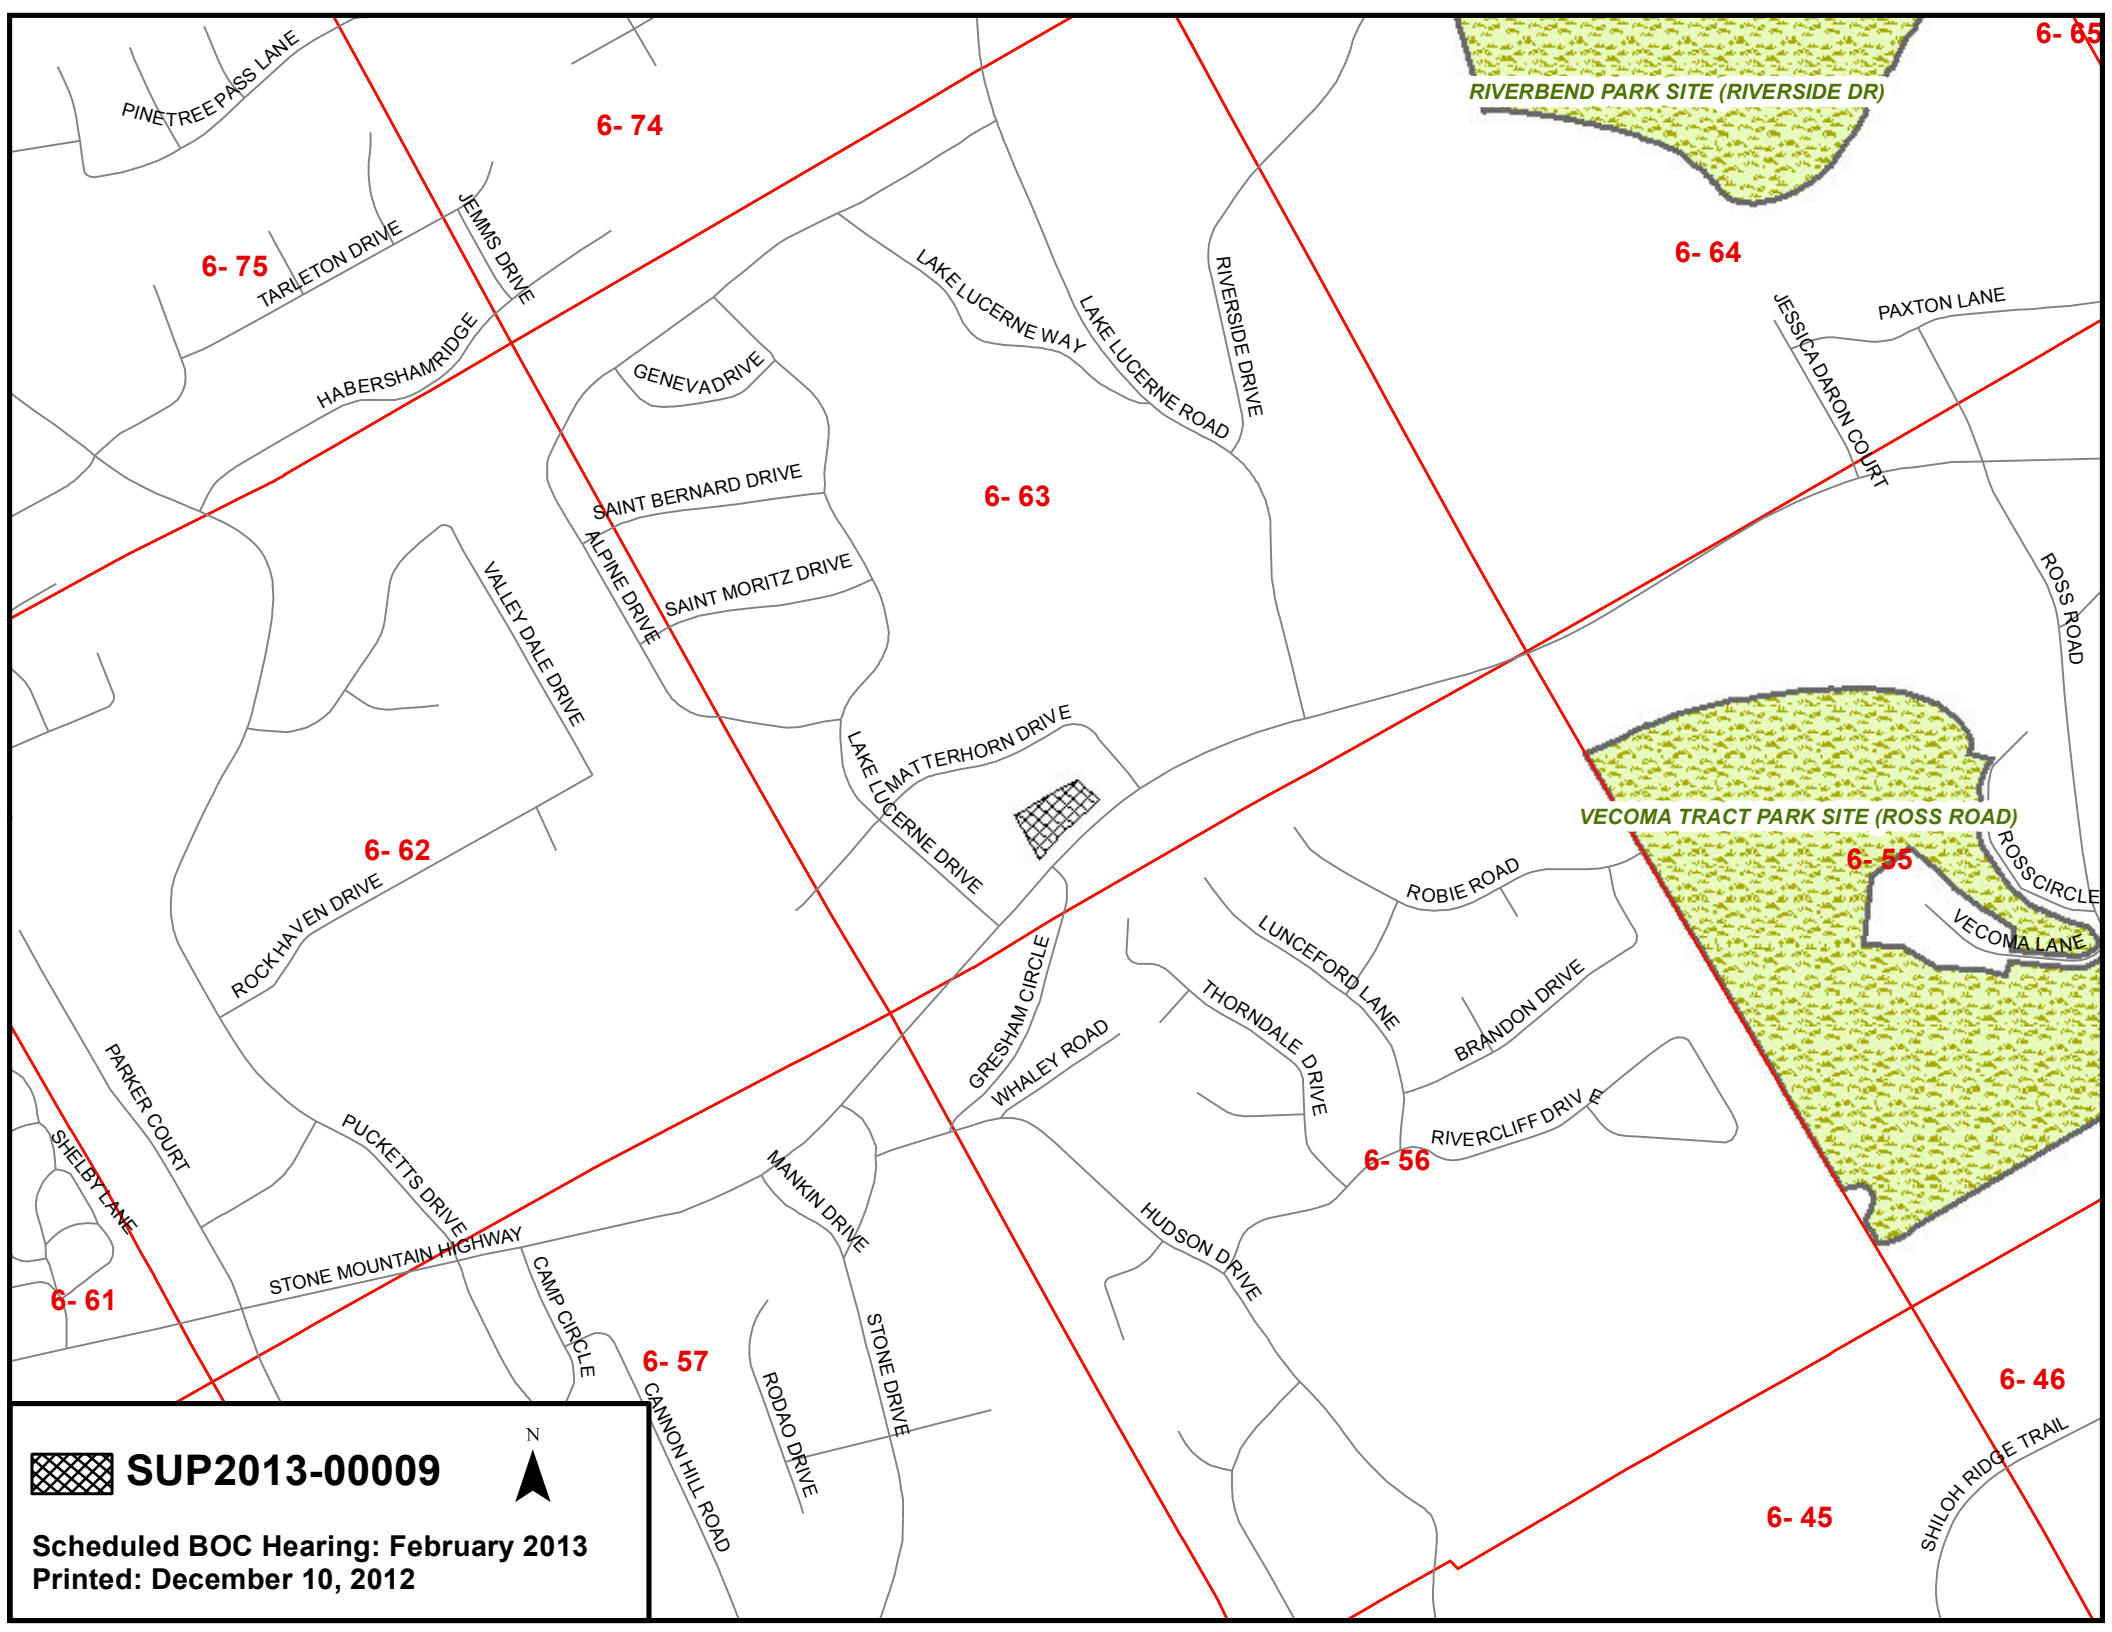 6- 65
PINETREE PASS LANE
RIVERBEND PARK SITE (RIVERSIDE DR)
6- 74
JEMMS DRIVE
TARLETON DRIVE
6- 75
6- 64
LAKE LUCERNE WAY
RIVERSIDE DRIVE
LAKE LUCERNE ROAD
JESSICA DARON COURT
PAXTON LANE
HABERSHAM RIDGE
GENEVA DRIVE
SAINT BERNARD DRIVE
6- 63
ALPINE DRIVE
VALLEY DALE DRIVE
SAINT MORITZ DRIVE
ROSS ROAD
MATTERHORN DRIVE
LAKE LUCERNE DRIVE
VECOMA TRACT PARK SITE (ROSS ROAD)
6- 62
6- 55
ROSS CIRCLE
ROBIE ROAD
ROCKHAVEN DRIVE
VECOMA LANE
LUNCEFORD LANE
GRESHAM CIRCLE
THORNDALE DRIVE
BRANDON DRIVE
WHALEY ROAD
PARKER COURT
SHELBY LANE
PUCKETTS DRIVE
RIVERCLIFF DRIVE
6- 56
MANKIN DRIVE
HUDSON DRIVE
STONE MOUNTAIN HIGHWAY
CAMP CIRCLE
6- 61
STONE DRIVE
6- 57
RODAO DRIVE
CANNON HILL ROAD
6- 46
SHILOH RIDGE TRAIL
6- 45
N
SUP2013-00009
Scheduled BOC Hearing: February 2013
Printed: December 10, 2012